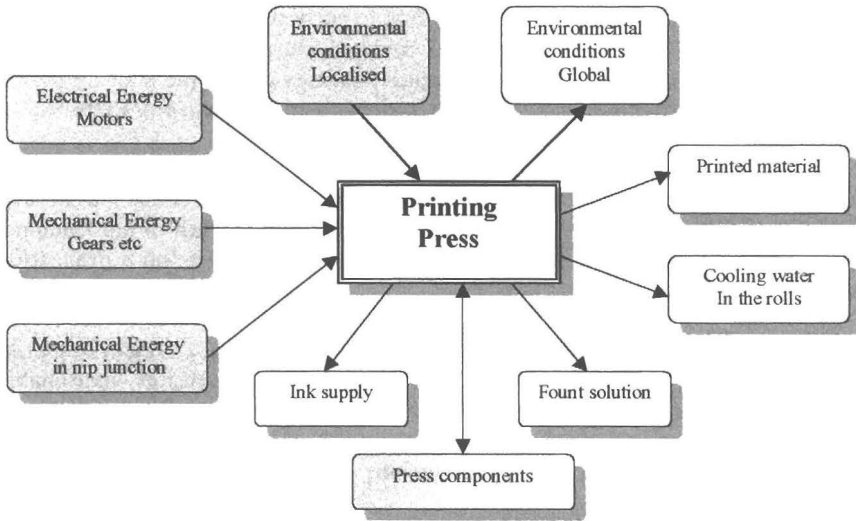 Environmental
conditions
Localised
Environmental
conditions
Global
Electrical Energy
Motors
Printed material
Printing
Press
Mechanical Energy
Gears etc
Cooling water
In the rolls
Mechanical Energy
in nip junction
Ink supply
Fount solution
Press components